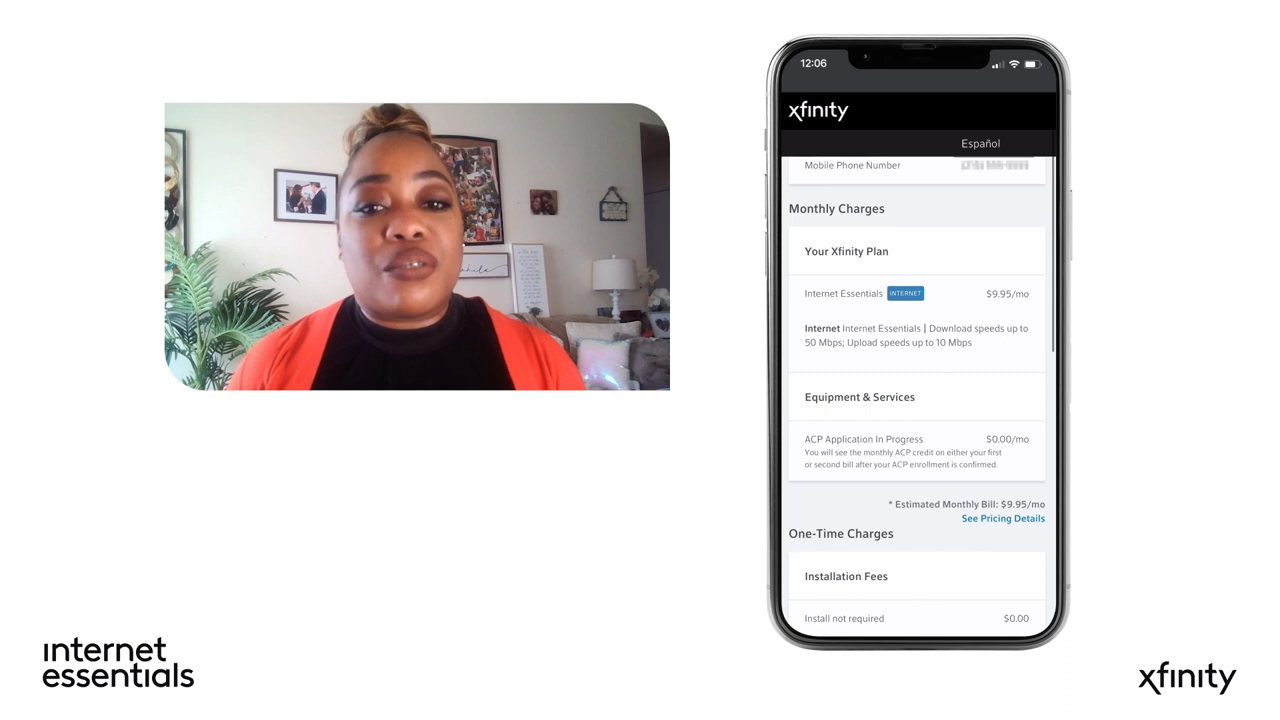 12:06
xfinity
Español
Mobile Phone Number
Monthly Charges
Your Xfinity Plan
Internet Essentials INTERNET $9.95/mo
Internet Internet Essentials | Download speeds up to
50 Mbps; Upload speeds up to 10 Mbps
Equipment & Services
ACP Application In Progress $0.00/mo
You will see the monthly ACP credit on either your first
or second bill after your ACP enrollment is confirmed.
* Estimated Monthly Bill: $9.95/mo
See Pricing Details
One-Time Charges
Installation Fees
Install not required $0.00
internet
essentials
xfinity